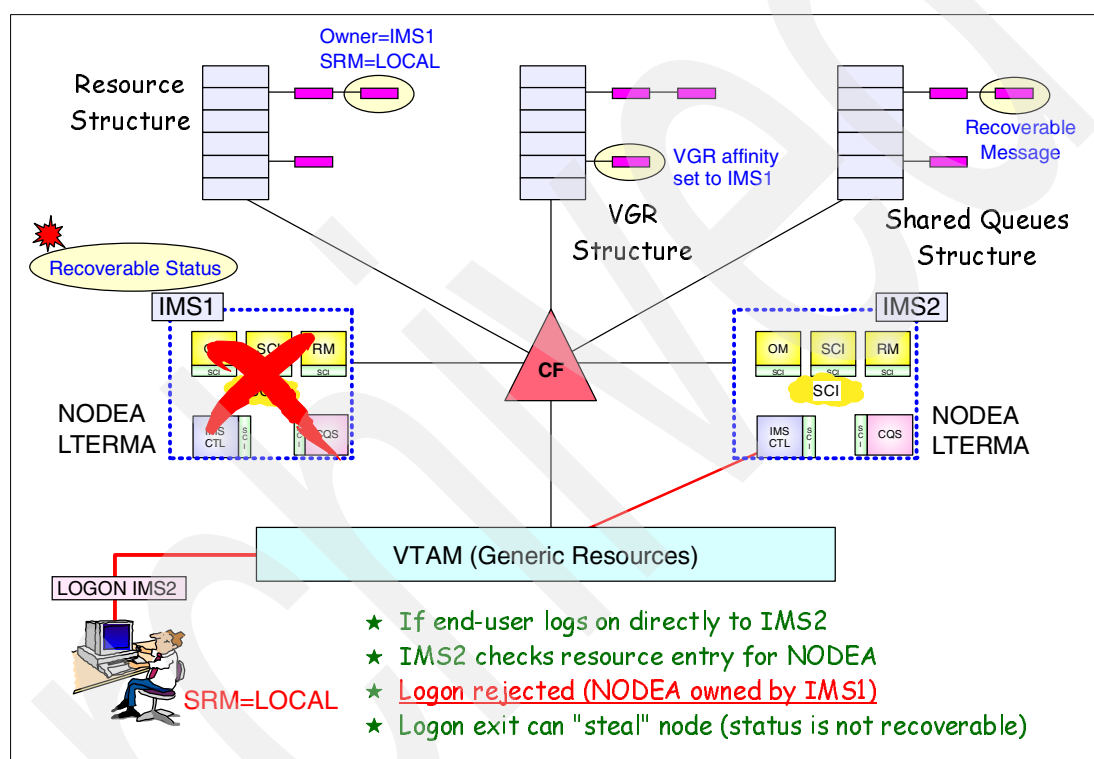 Owner=IMS1
SRM=LOCAL
Resource
Structure
VGR affinity
set to IMS1
VGR
Structure
Recoverable
Message
Shared Queues
Structure
Recoverable Status
IMS1
SCI
RM
SCI
SCI
NODEA
LTERMA
IMS
CTL
SCI
CQS
CF
IMS2
OM
SCI
RM
SCI
SCI
SCI
SCI
IMS
CTL
SCI
SCI
CQS
NODEA
LTERMA
VTAM (Generic Resources)
LOGON IMS2
SRM=LOCAL
★ If end-user logs on directly to IMS2
★ IMS2 checks resource entry for NODEA
★ Logon rejected (NODEA owned by IMS1)
★ Logon exit can "steal" node (status is not recoverable)